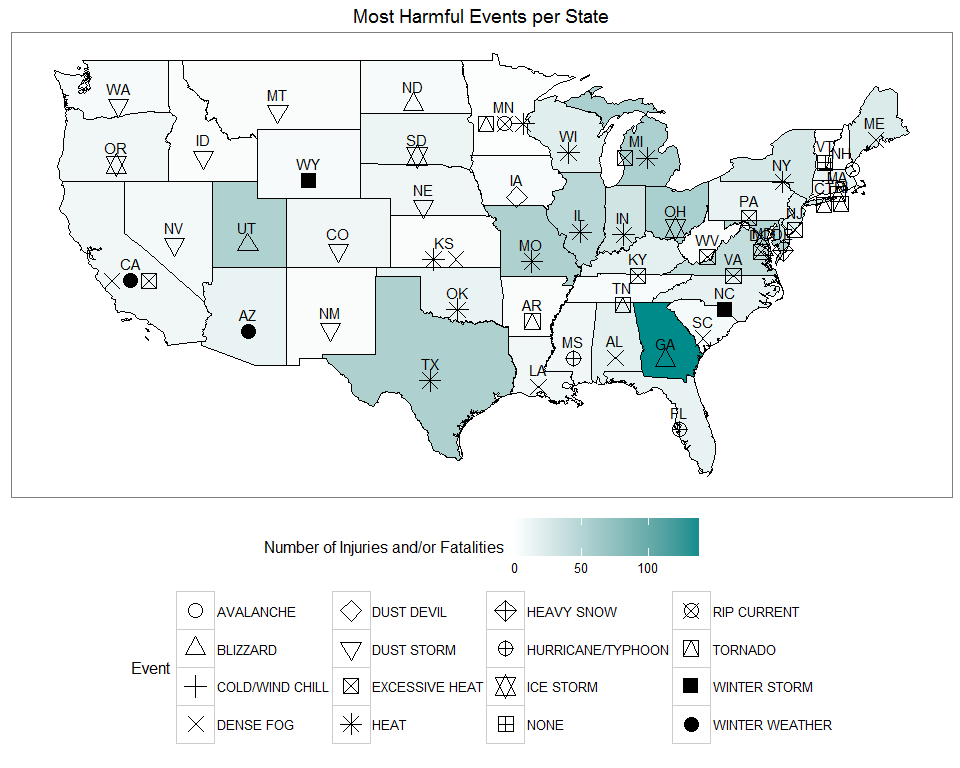 Most Harmful Events per State
WA
MT
ND
MN
ME
OR
ID
SD
WI
MI
VT
NH
WY
NY
MA
NE
IA
CT
PA
NV
UT
CO
IL
IN
OH
NJ
KS
MO
WV
CA
KY
VA
OK
TN
NC
AZ
NM
AR
SC
MS
AL
GA
TX
LA
FL
Number of Injuries and/or Fatalities
0 50 100
Event
AVALANCHE DUST DEVIL HEAVY SNOW RIP CURRENT
BLIZZARD DUST STORM HURRICANE/TYPHOON TORNADO
COLD/WIND CHILL EXCESSIVE HEAT ICE STORM WINTER STORM
DENSE FOG HEAT NONE WINTER WEATHER